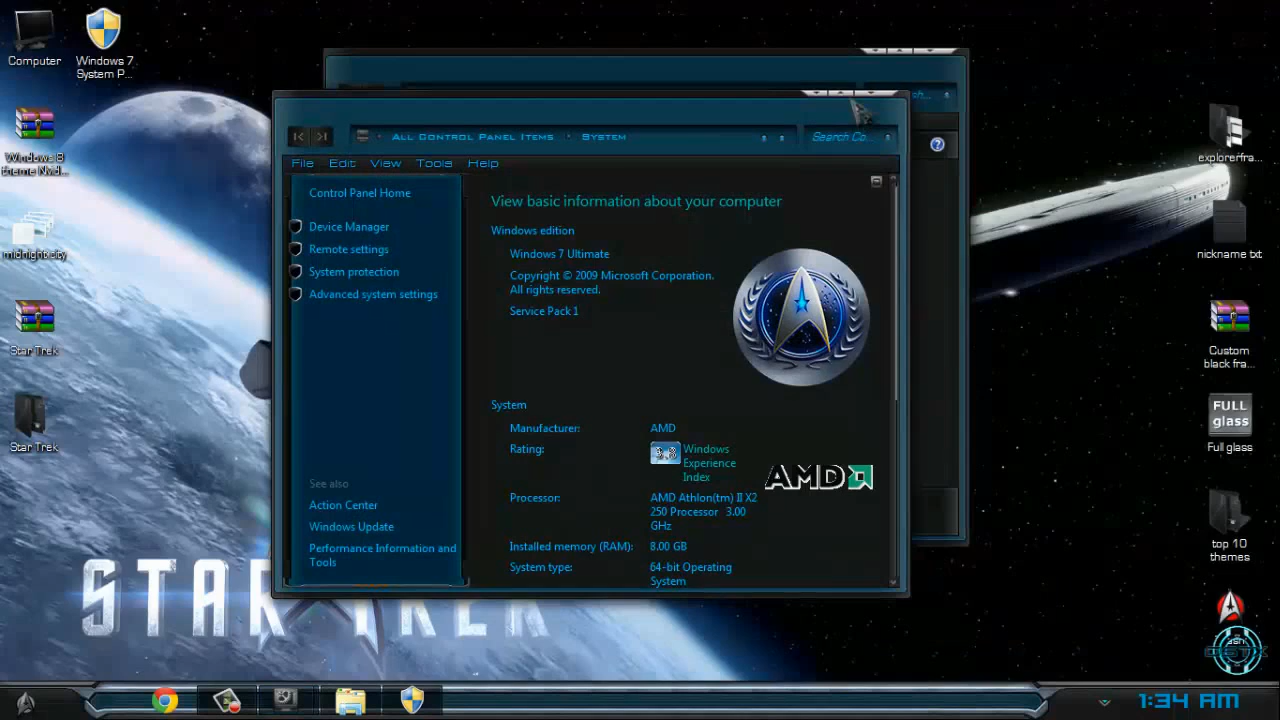 Computer
Windows 7
System P...
Windows 8
theme Nvid...
midnightcity
Star Trek
Star Trek
All Control Panel Items
System
Search Co...
sh...
File
Edit
View
Tools
Help
Control Panel Home
Device Manager
Remote settings
System protection
Advanced system settings
See also
Action Center
Windows Update
Performance Information and
Tools
View basic information about your computer
Windows edition
Windows 7 Ultimate
Copyright © 2009 Microsoft Corporation.
All rights reserved.
Service Pack 1
System
Manufacturer:
AMD
Rating:
3.8
Windows
Experience
Index
AMD
Processor:
AMD Athlon(tm) II X2
250 Processor 3.00
GHz
Installed memory (RAM):
8.00 GB
System type:
64-bit Operating
System
explorerfra...
nickname txt
Custom
black fra...
FULL
glass
Full glass
top 10
themes
STAR TREK
1:34 AM